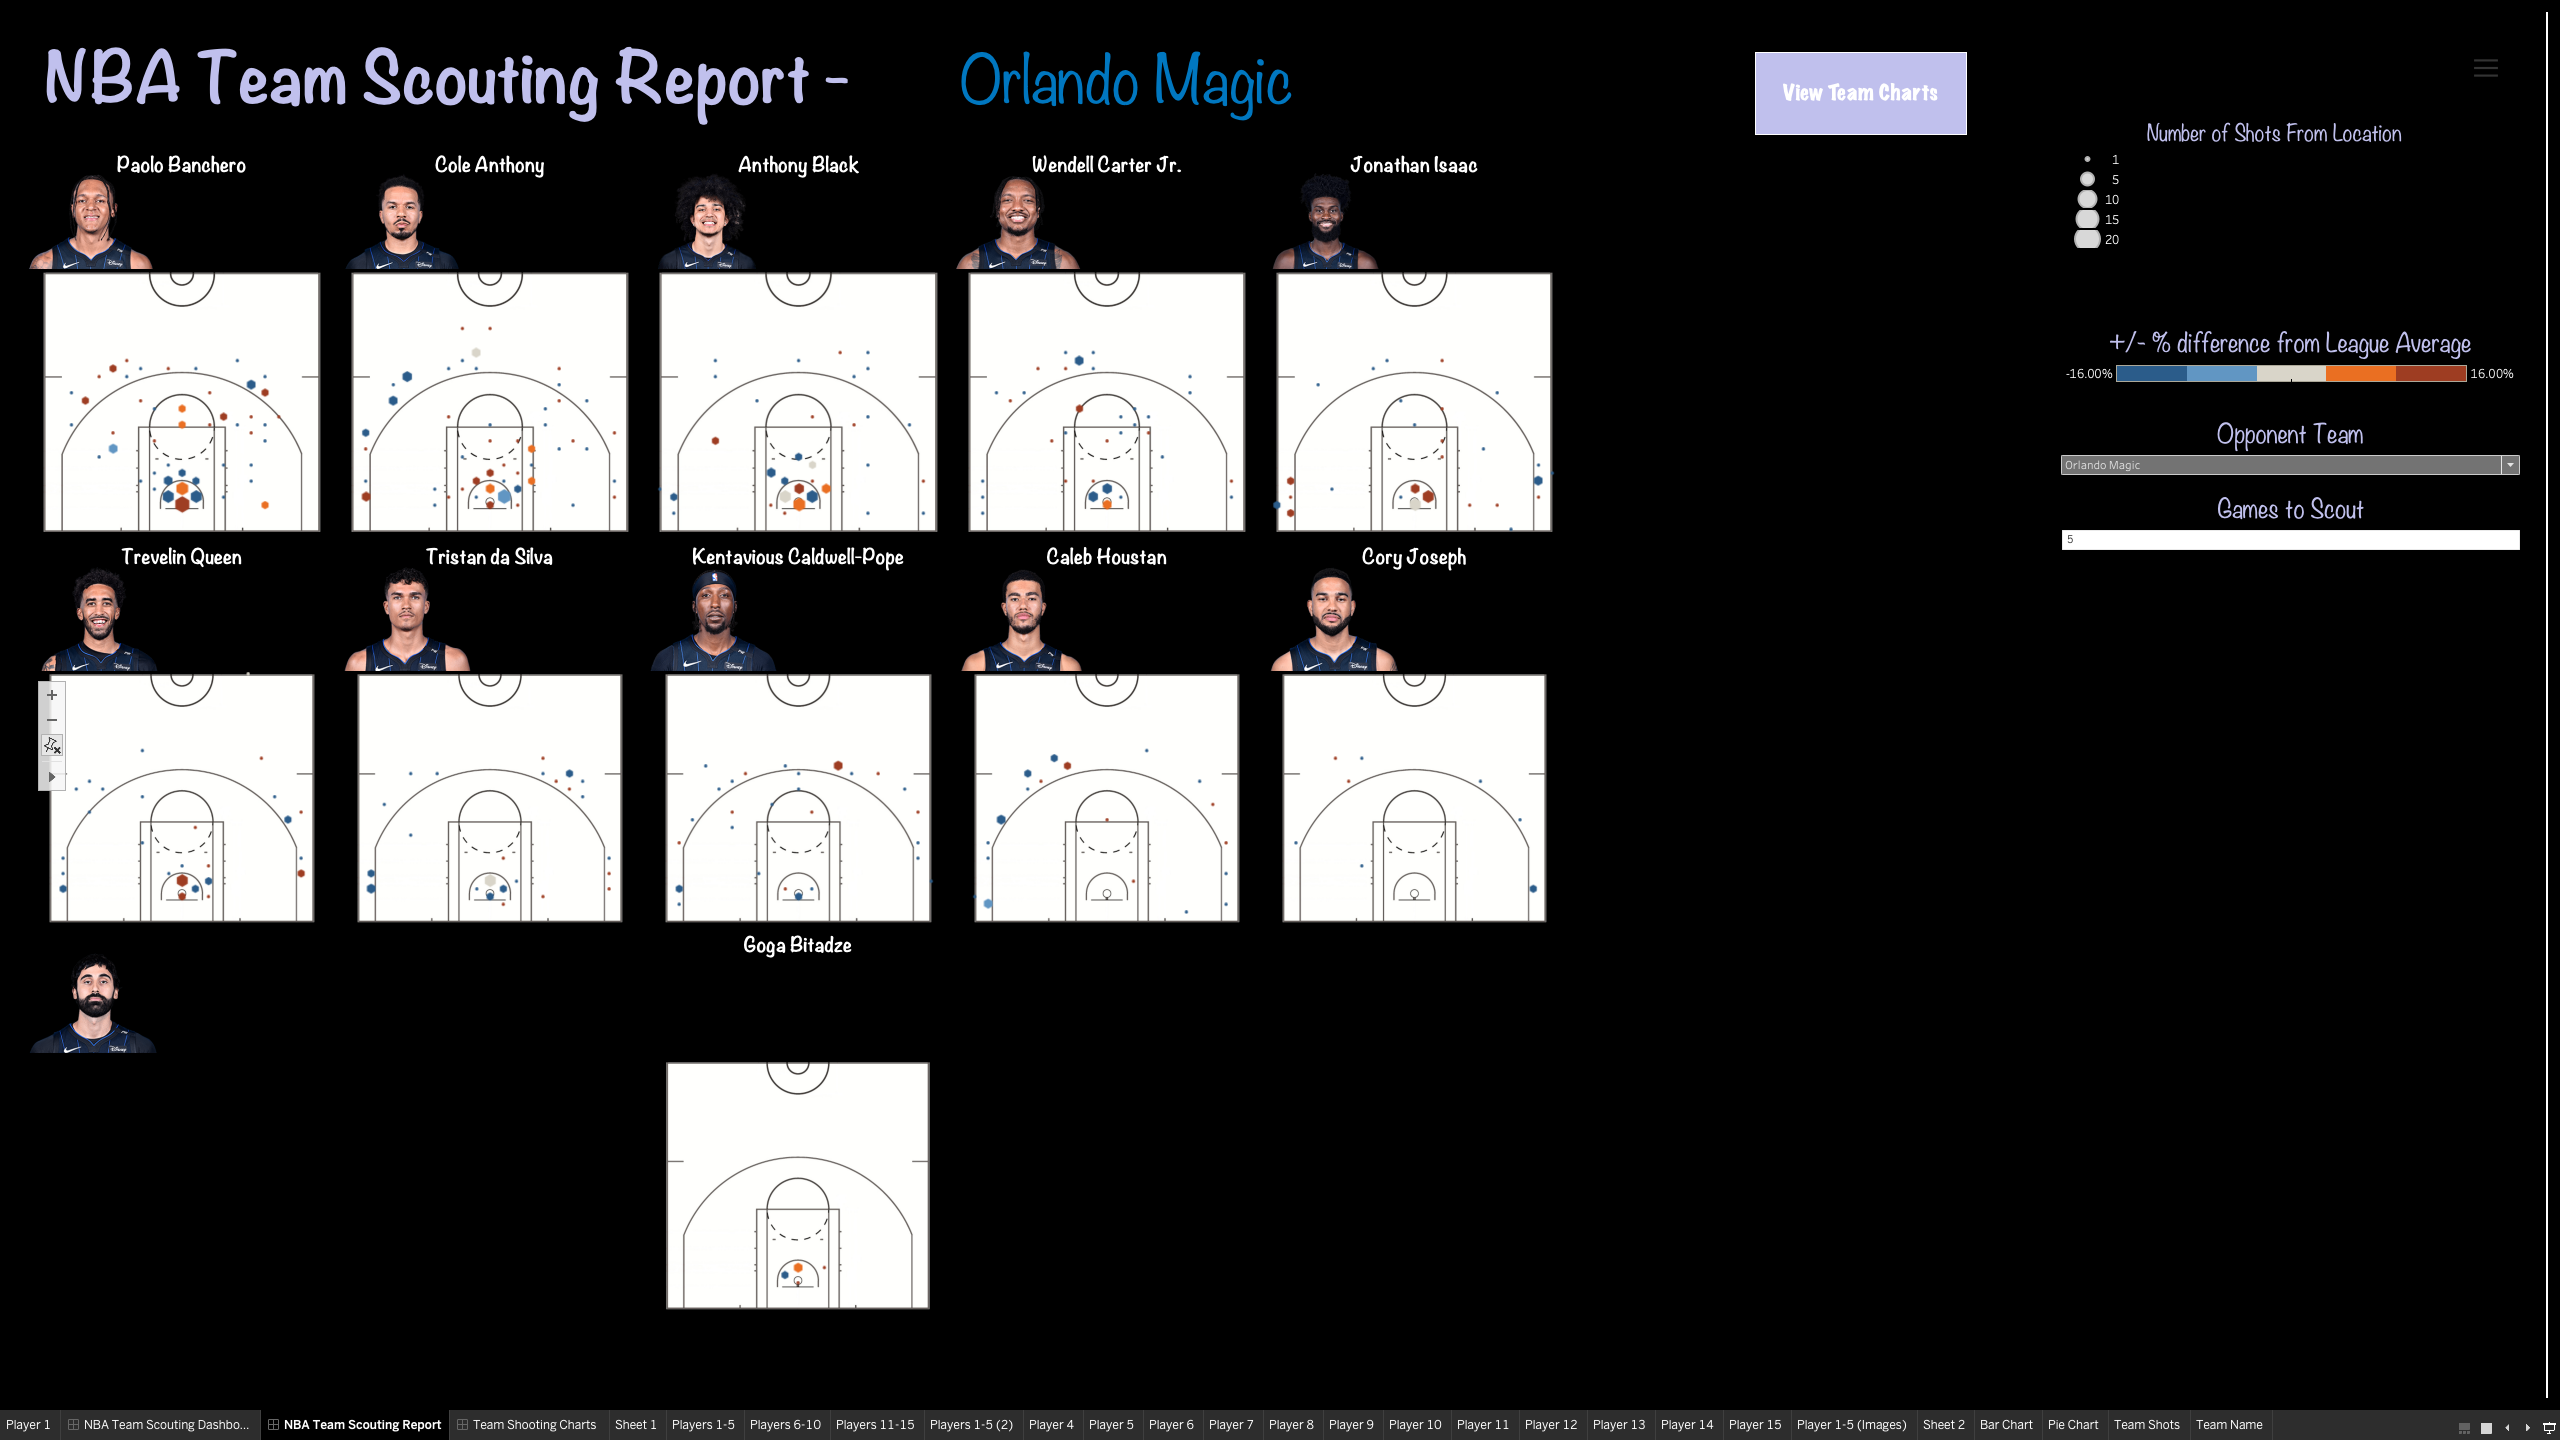 NBA Team Scouting Report - Orlando Magic
View Team Charts
Number of Shots From Location
1
5
10
15
20
+/- % difference from League Average
-16.00% 16.00%
Opponent Team
Orlando Magic
Games to Scout
5
Paolo Banchero Cole Anthony Anthony Black Wendell Carter Jr. Jonathan Isaac
Trevelin Queen Tristan da Silva Kentavious Caldwell-Pope Caleb Houstan Cory Joseph
Goga Bitadze
Player 1 NBA Team Scouting Dashbo... NBA Team Scouting Report Team Shooting Charts Sheet 1 Players 1-5 Players 6-10 Players 11-15 Players 1-5 (2) Player 4 Player 5 Player 6 Player 7 Player 8 Player 9 Player 10 Player 11 Player 12 Player 13 Player 14 Player 15 Player 1-5 (Images) Sheet 2 Bar Chart Pie Chart Team Shots Team Name